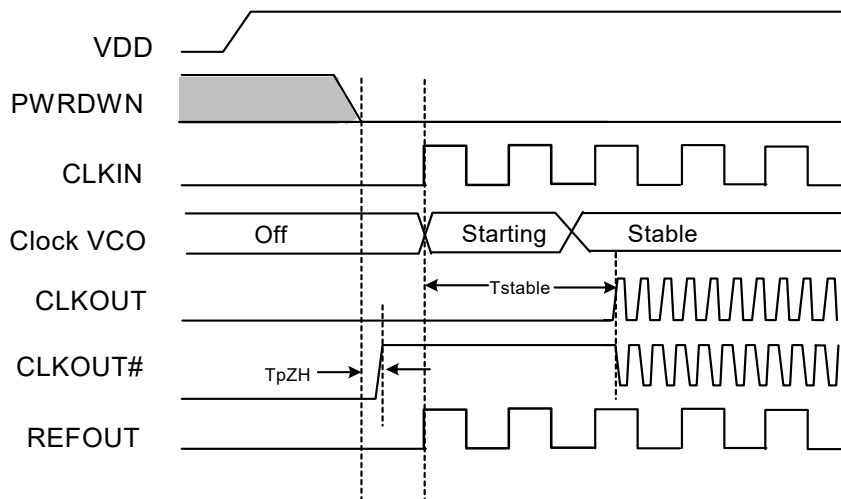 VDD
PWRDWN
CLKIN
Clock VCO Off Starting Stable
CLKOUT Tstable
CLKOUT# TpZH
REFOUT